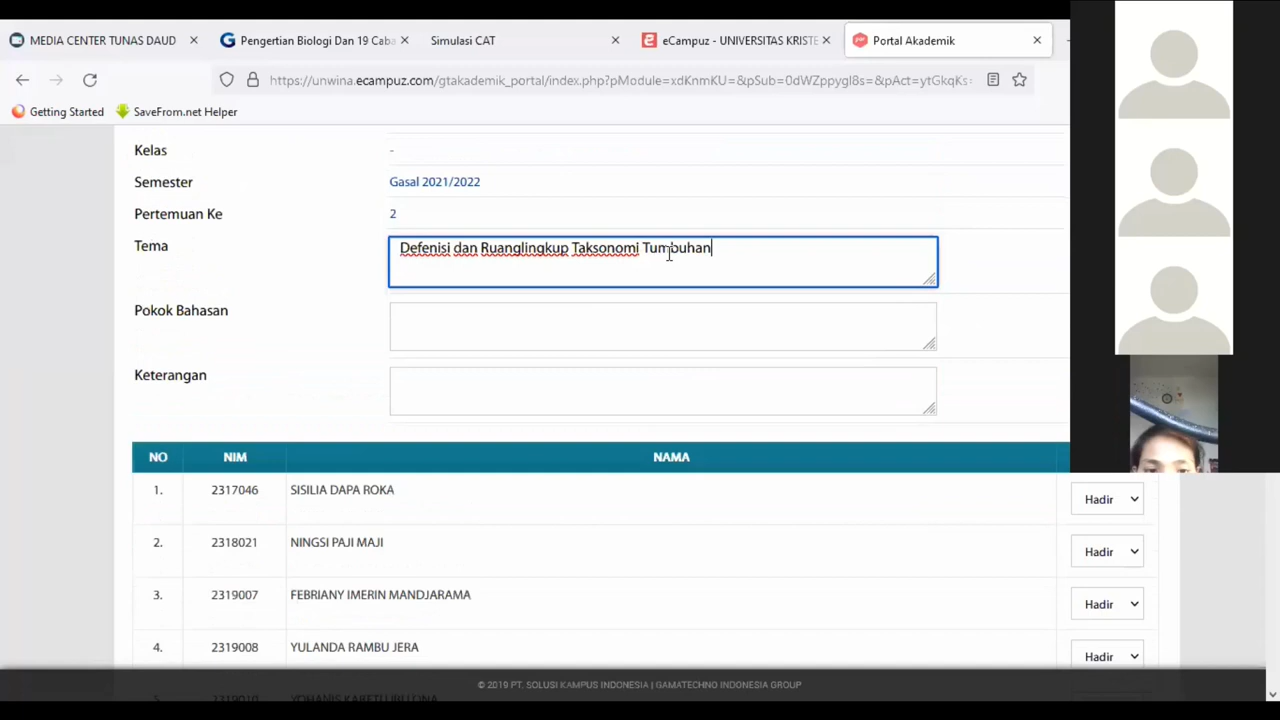 MEDIA CENTER TUNAS DAUD
Pengertian Biologi Dan 19 Caba
Simulasi CAT
eCampuz - UNIVERSITAS KRISTE
Portal Akademik
https://unwina.ecampuz.com/gtakademik_portal/index.php?pModule=xdKnmKU=&pSub=0dWZppygl8s=&pAct=ytGkqKs=
Getting Started
SaveFrom.net Helper
Kelas -
Semester Gasal 2021/2022
Pertemuan Ke 2
Tema Defenisi dan Ruanglingkup Taksonomi Tumbuhan
Pokok Bahasan
Keterangan
NO NIM NAMA
1. 2317046 SISILIA DAPA ROKA Hadir
2. 2318021 NINGSI PAJI MAJI Hadir
3. 2319007 FEBRIANY IMERIN MANDJARAMA Hadir
4. 2319008 YULANDA RAMBU JERA Hadir
© 2019 PT. SOLUSI KAMPUS INDONESIA | GAMATECHNO INDONESIA GROUP